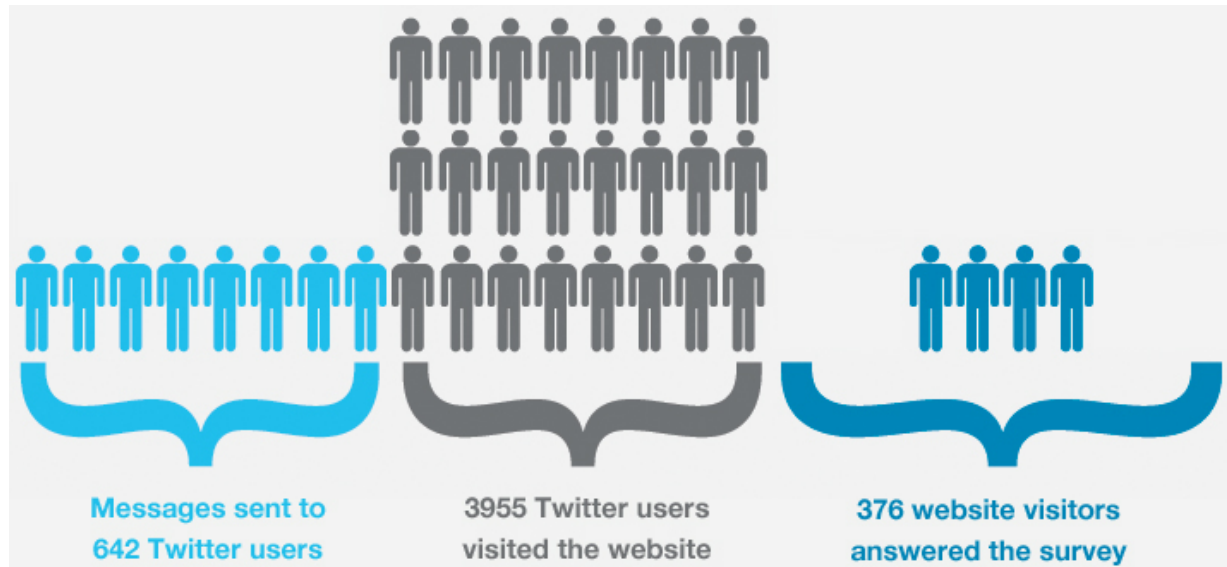 Messages sent to
642 Twitter users
3955 Twitter users
visited the website
376 website visitors
answered the survey